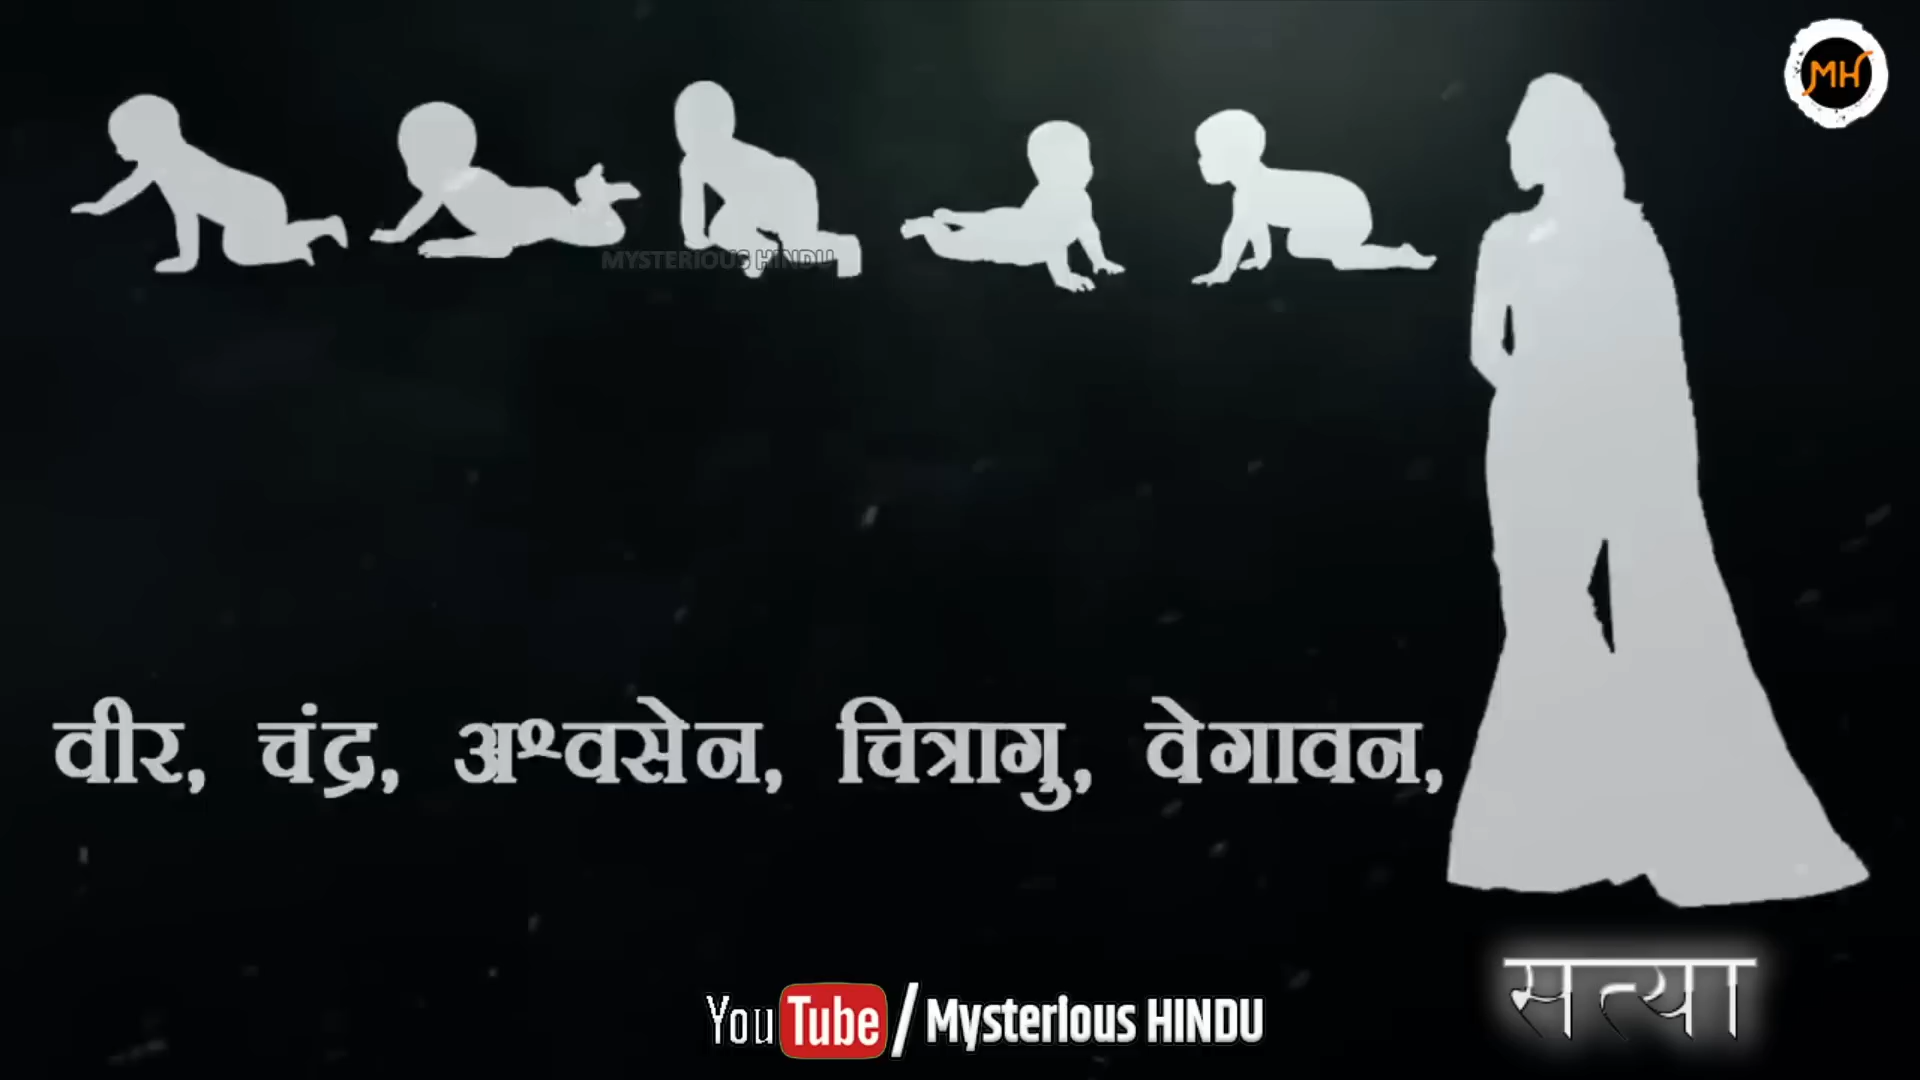 MH
MYSTERIOUS HINDU
वीर, चंद्र, अश्वसेन, चित्रागु, वेगावन,
सत्या
YouTube/Mysterious HINDU